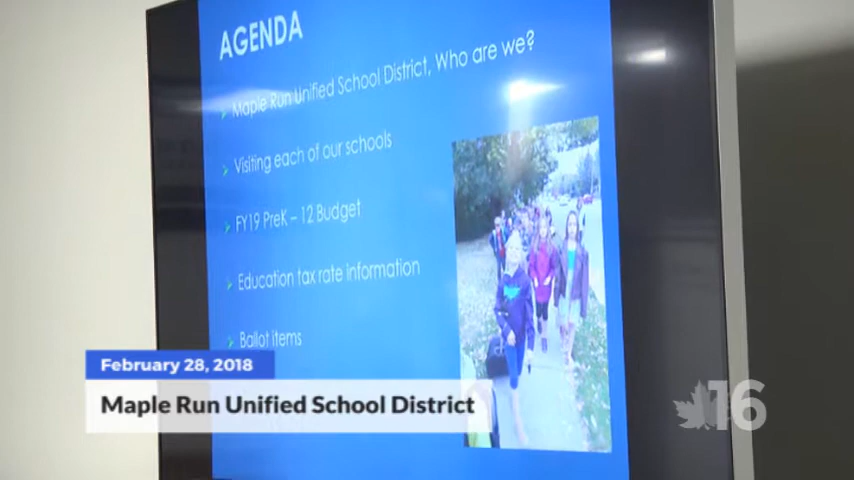 AGENDA
Maple Run Unified School District, Who are we?
Visiting each of our schools
FY19 PreK – 12 Budget
Education tax rate information
Ballot items
February 28, 2018
Maple Run Unified School District
16